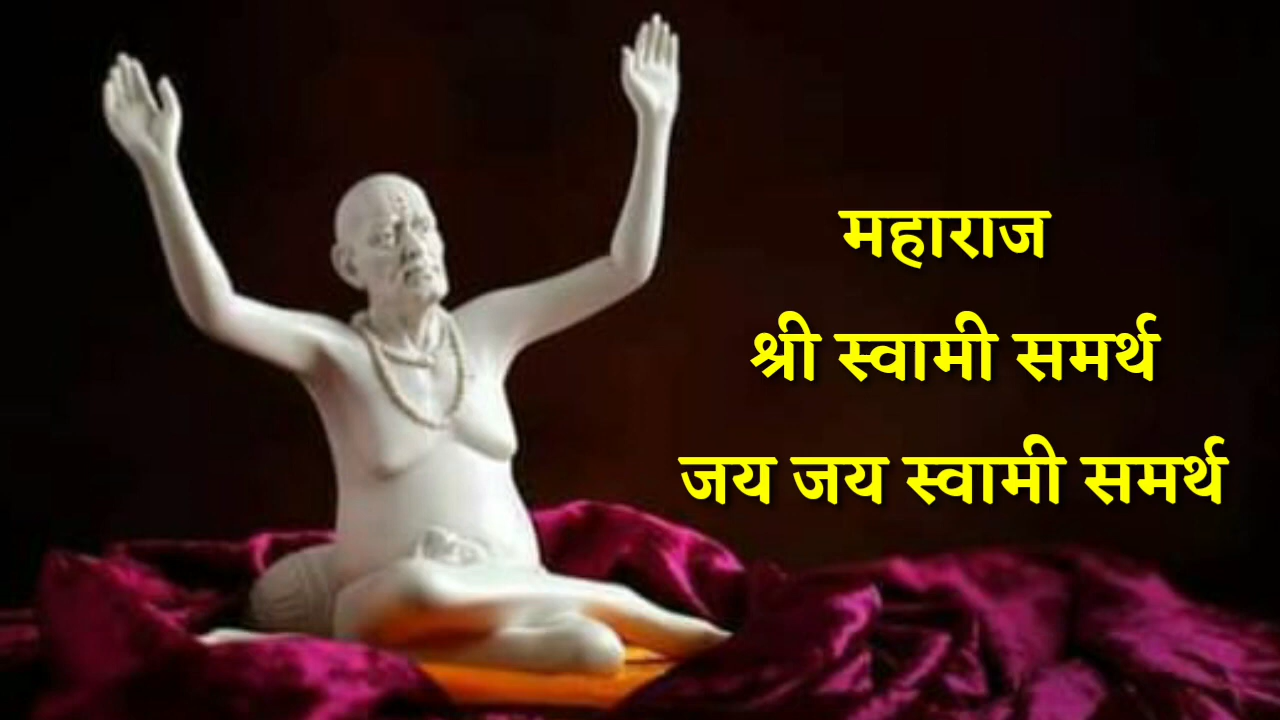 महाराज
श्री स्वामी समर्थ
जय जय स्वामी समर्थ